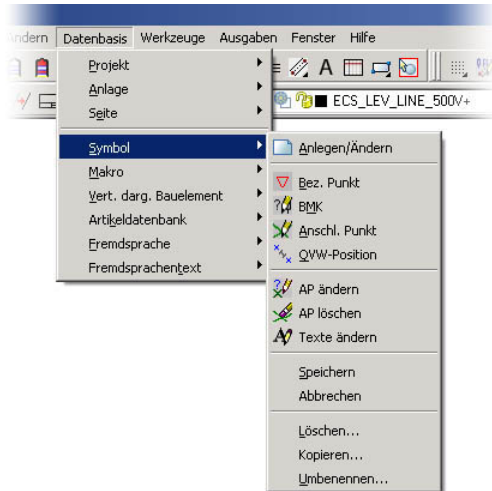 ndern Datenbasis Werkzeuge Ausgaben Fenster Hilfe
A
ECS_LEV_LINE_500V+
Projekt
Anlage
Seite
Symbol
Makro
Vert. darg. Bauelement
Artikeldatenbank
Fremdsprache
Fremdsprachentext
Anlegen/Ändern
Bez. Punkt
BMK
Anschl. Punkt
QVW-Position
AP ändern
AP löschen
Texte ändern
Speichern
Abbrechen
Löschen...
Kopieren...
Umbenennen...